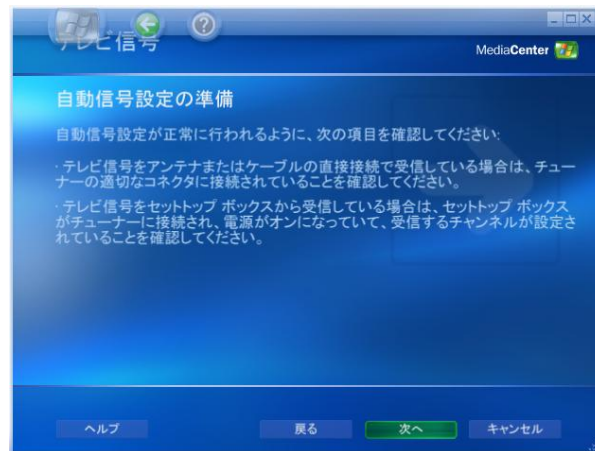 テレビ信号
MediaCenter
自動信号設定の準備
自動信号設定が正常に行われるように、次の項目を確認してください:
・テレビ信号をアンテナまたはケーブルの直接接続で受信している場合は、チュー
ナーの適切なコネクタに接続されていることを確認してください。
・テレビ信号をセットトップ ボックスから受信している場合は、セットトップ ボックス
がチューナーに接続され、電源がオンになっていて、受信するチャンネルが設定さ
れていることを確認してください。
ヘルプ 戻る 次へ キャンセル